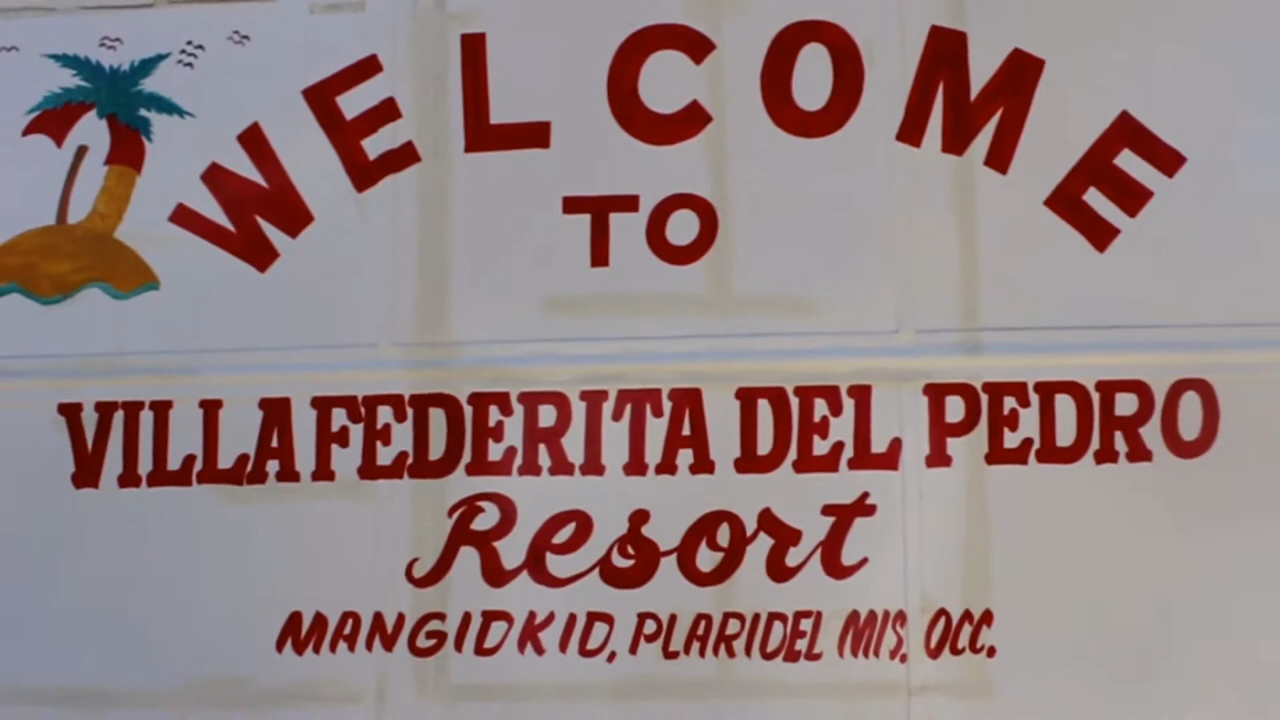 WELCOME
TO
VILLA FEDERITA DEL PEDRO
Resort
MANGIDKID, PLARIDEL MIS. OCC.